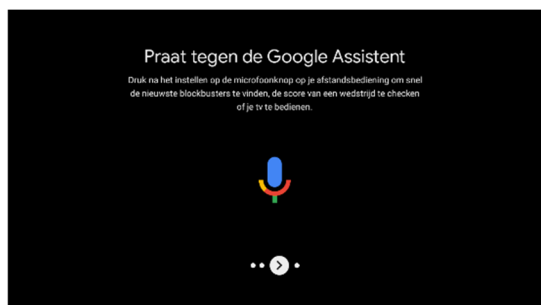 Praat tegen de Google Assistent
Druk na het instellen op de microfoonknop op je afstandsbediening om snel
de nieuwste blockbusters te vinden, de score van een wedstrijd te checken
of je tv te bedienen.